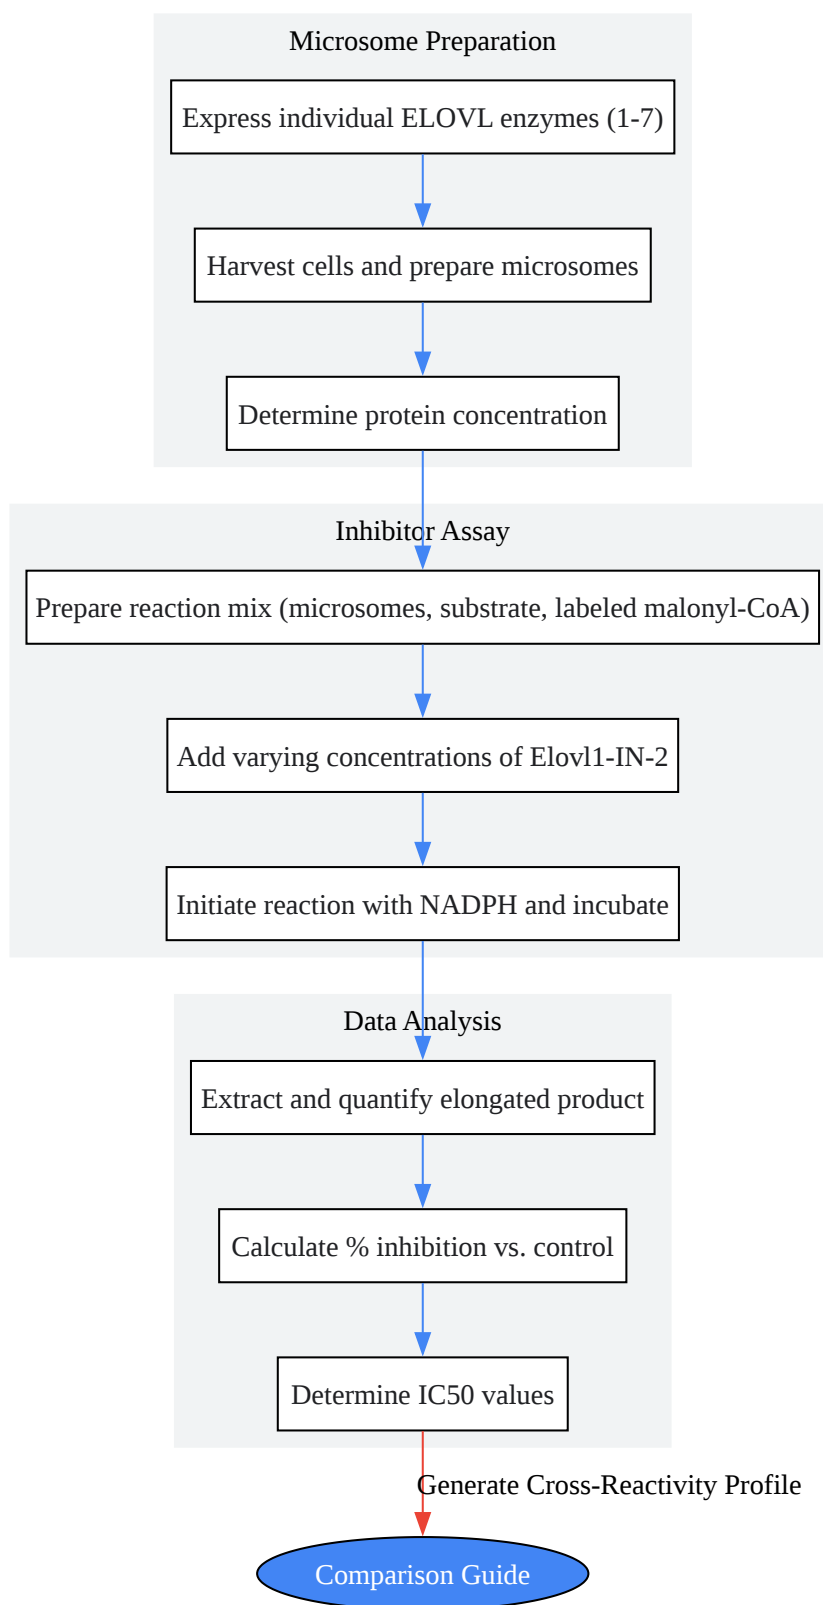 Microsome Preparation
Express individual ELOVL enzymes (1-7)
Harvest cells and prepare microsomes
Determine protein concentration
Inhibitor Assay
Prepare reaction mix (microsomes, substrate, labeled malonyl-CoA)
Add varying concentrations of Elovl1-IN-2
Initiate reaction with NADPH and incubate
Data Analysis
Extract and quantify elongated product
Calculate % inhibition vs. control
Determine IC50 values
Generate Cross-Reactivity Profile
Comparison Guide